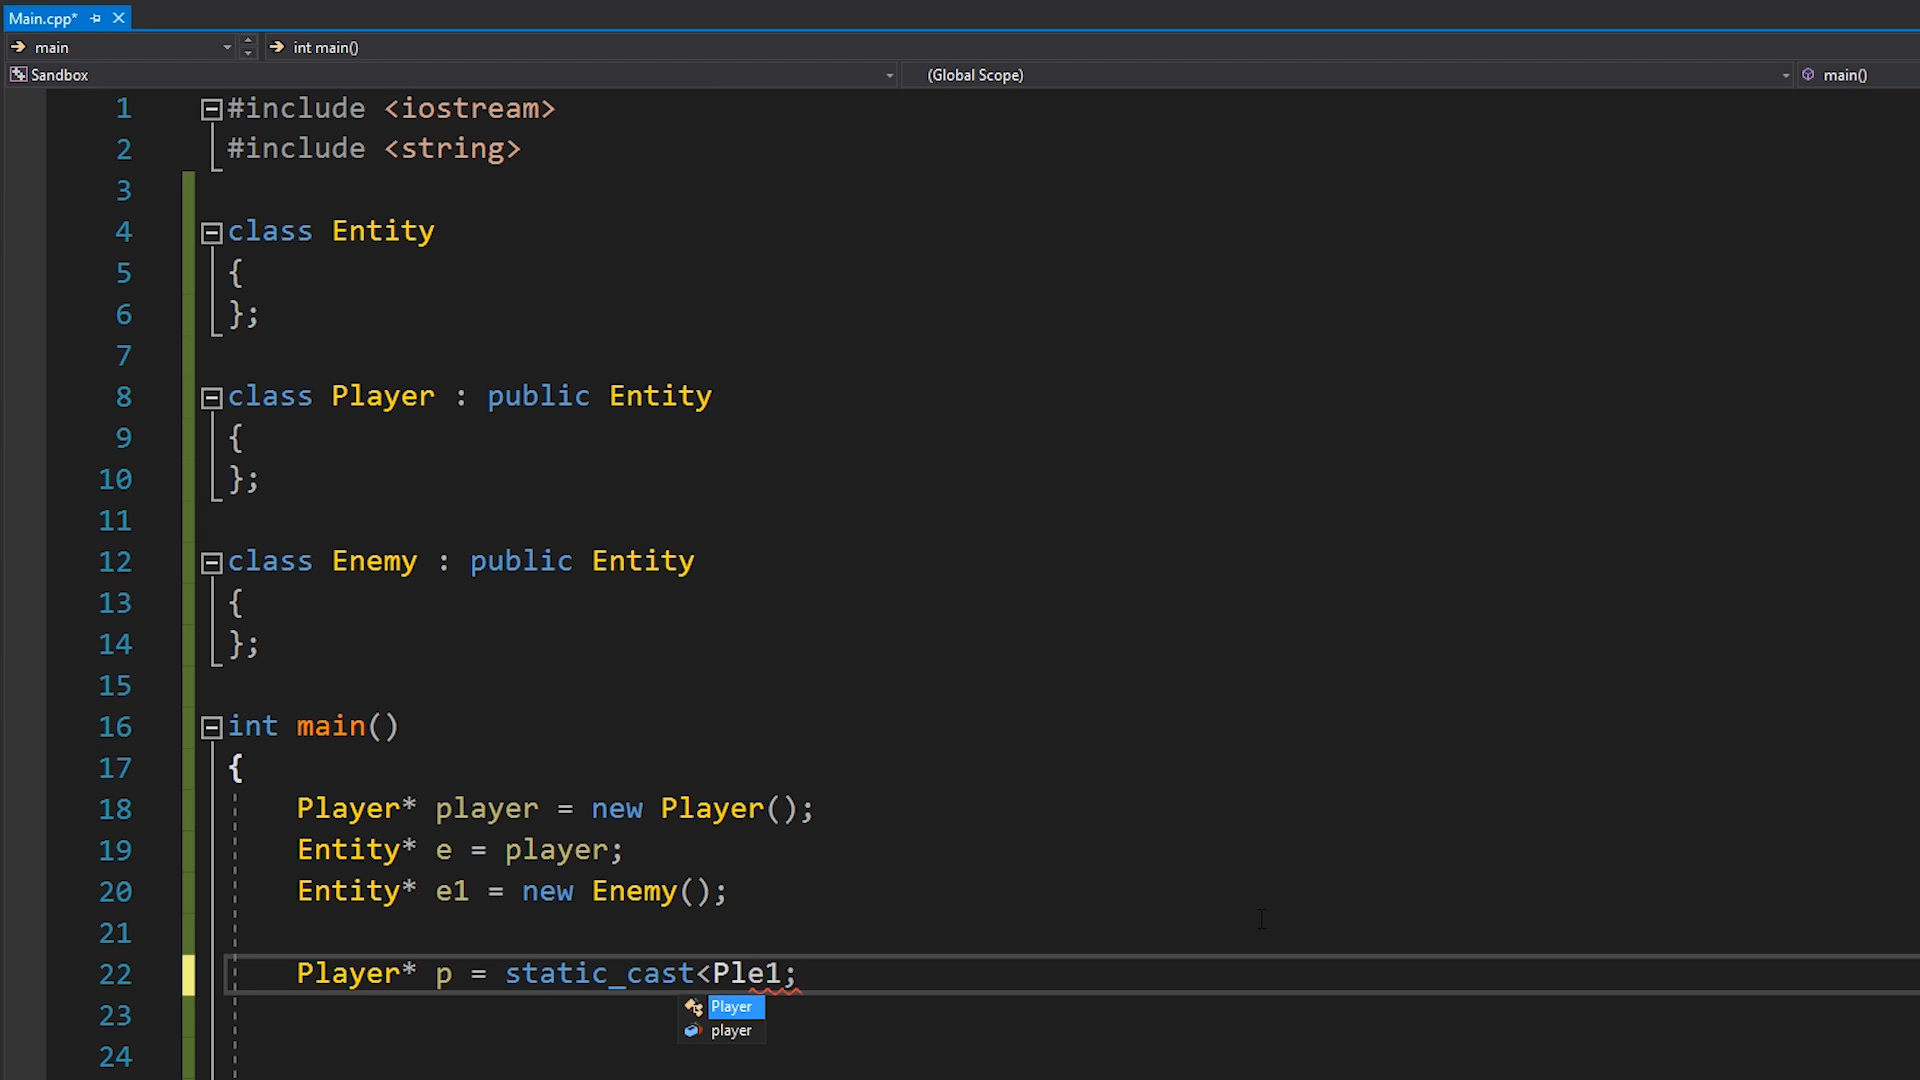 Main.cpp*
main int main()
Sandbox (Global Scope) main()
1 #include <iostream>
2 #include <string>
3
4 class Entity
5 {
6 };
7
8 class Player : public Entity
9 {
10 };
11
12 class Enemy : public Entity
13 {
14 };
15
16 int main()
17 {
18 Player* player = new Player();
19 Entity* e = player;
20 Entity* e1 = new Enemy();
21
22 Player* p = static_cast<Ple1;
Player
23
player
24